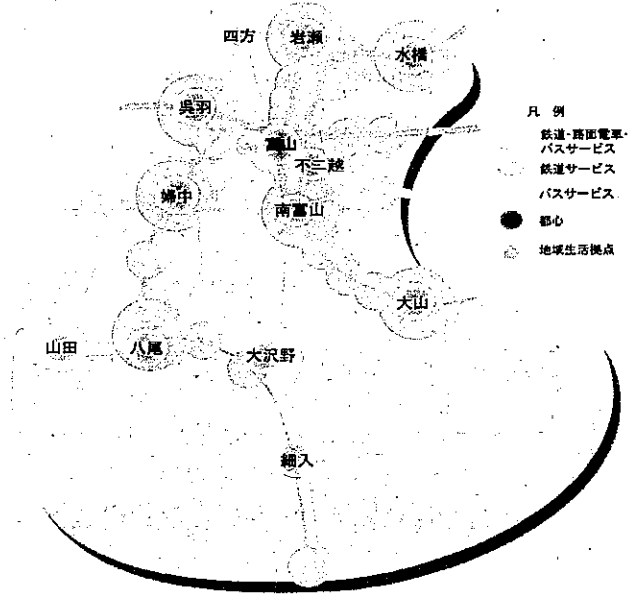 四方
岩瀬
水橋
呉羽
富山
不二越
婦中
南富山
大山
山田
八尾
大沢野
細入
凡 例
鉄道・路面電車・
バスサービス
鉄道サービス
バスサービス
都心
地域生活拠点